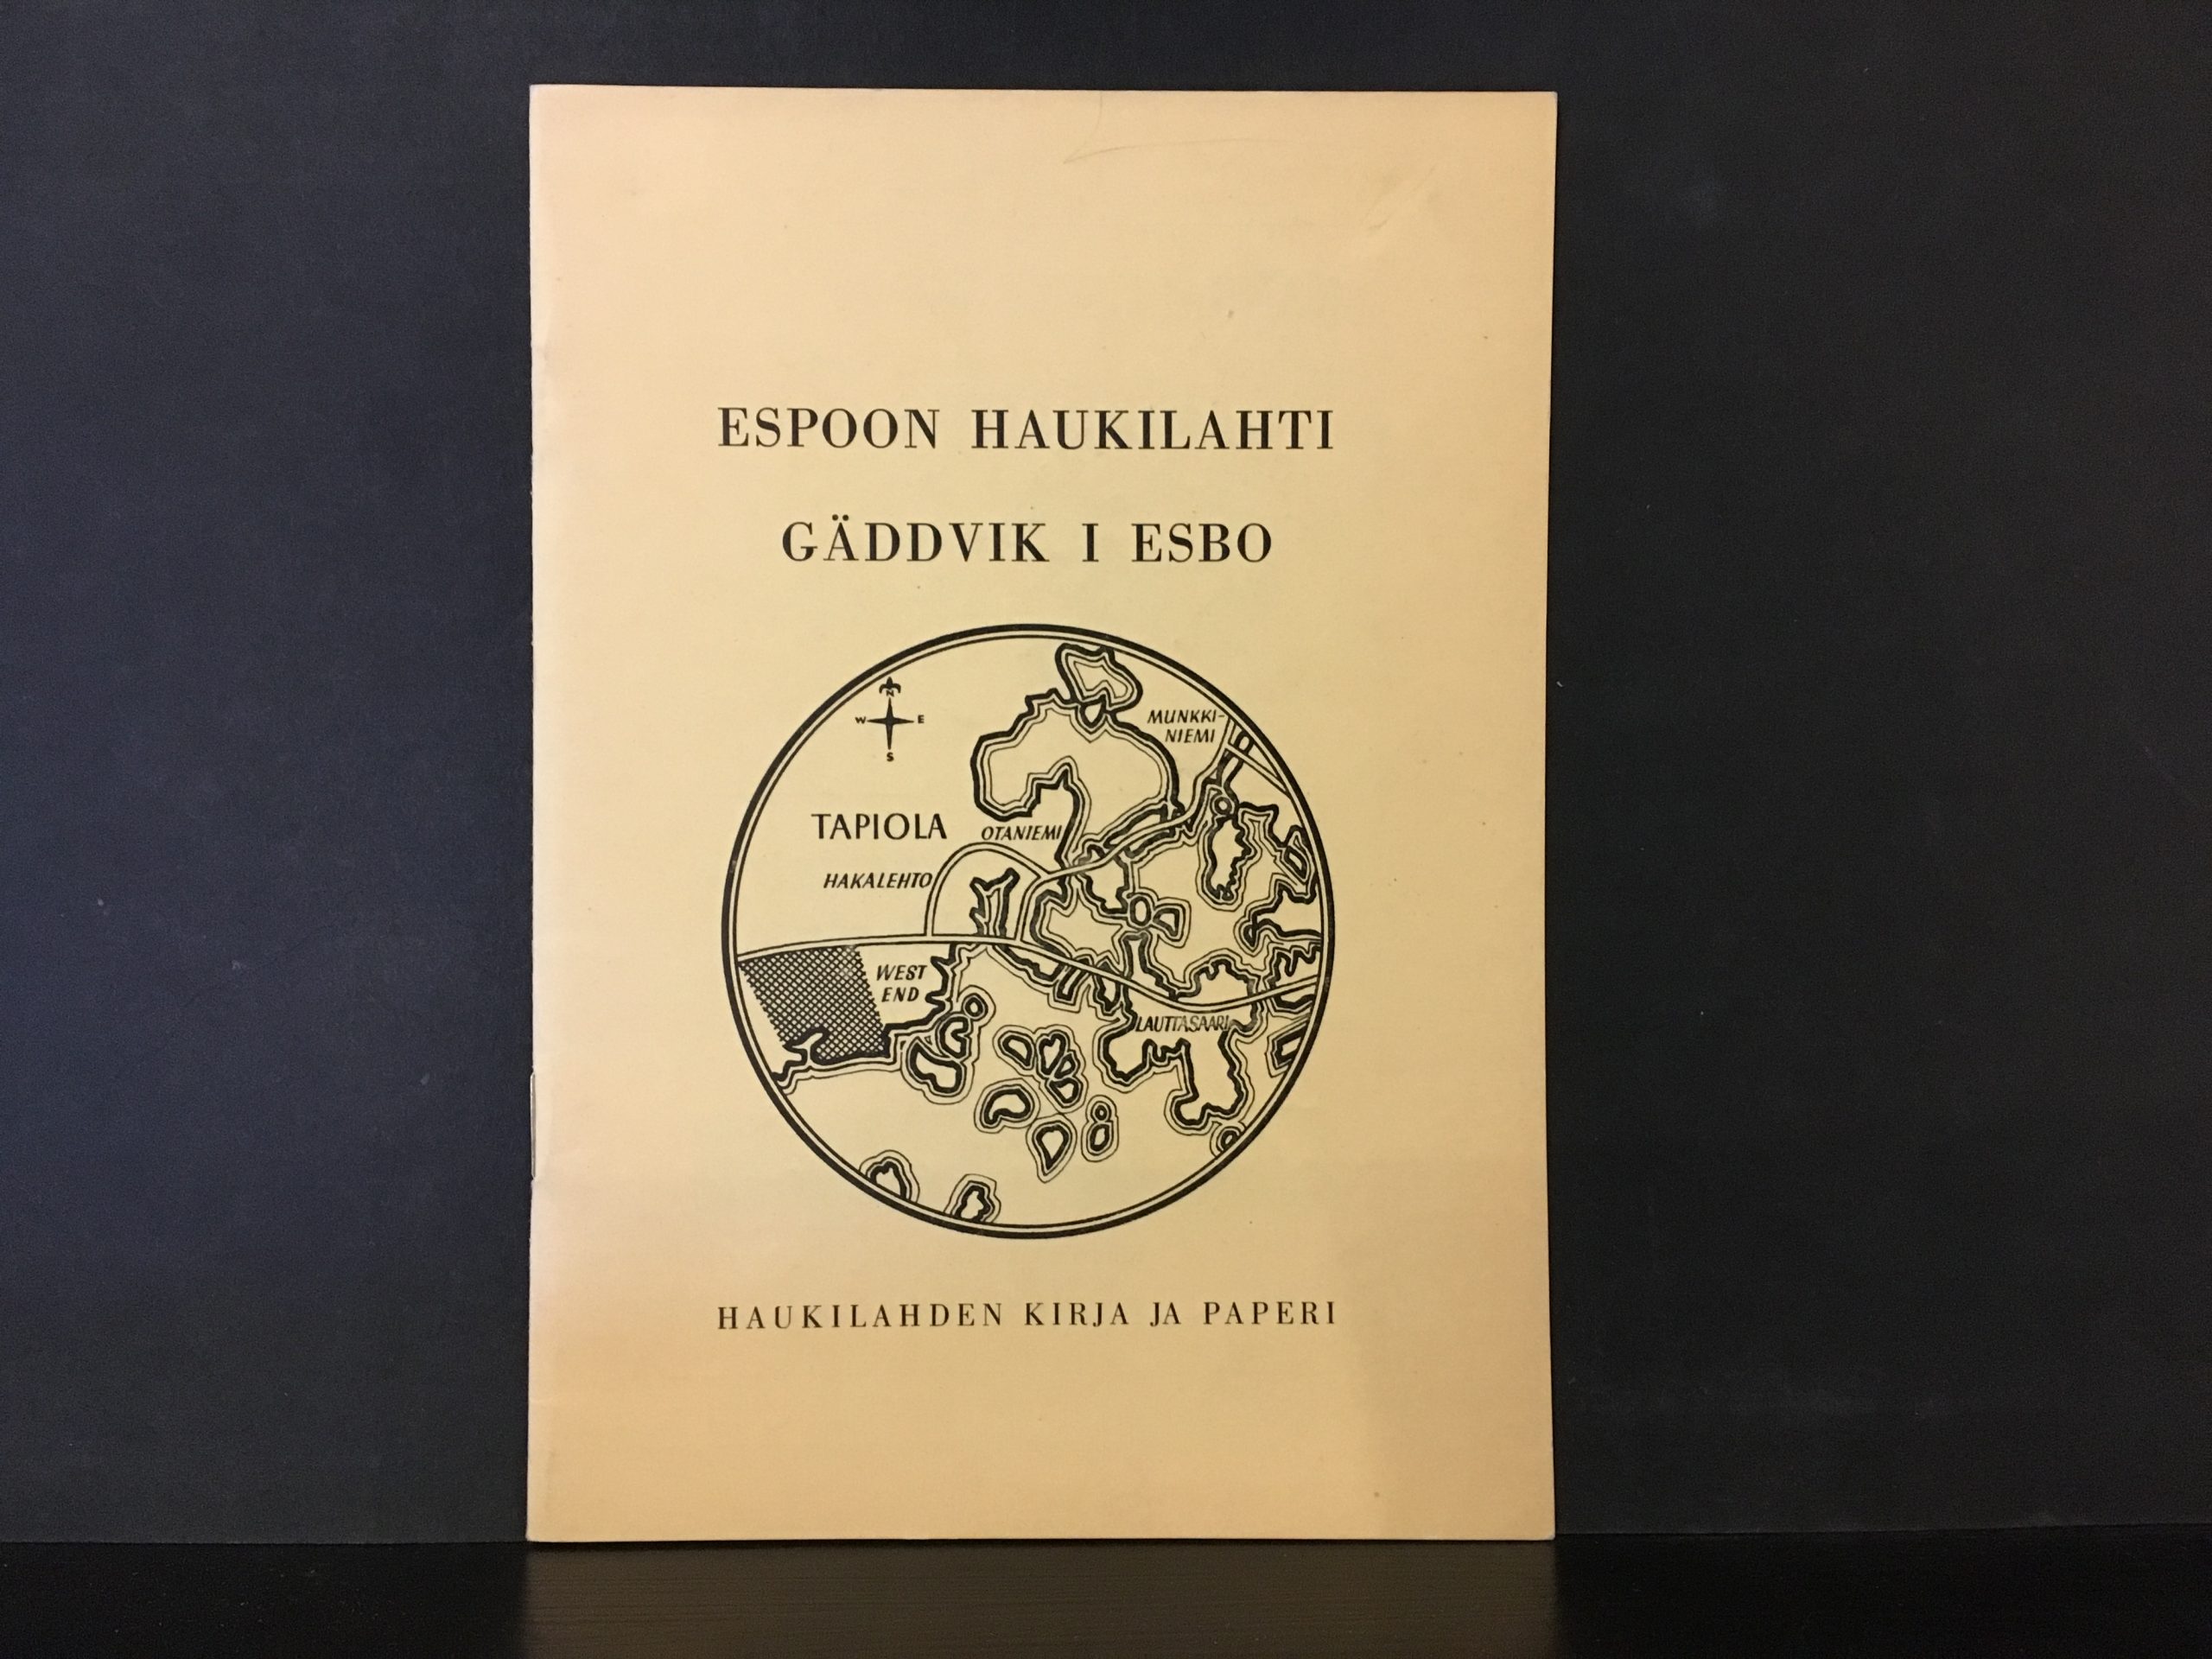 ESPOON HAUKILAHTI
GÄDDVIK I ESBO
N
W E
S
MUNKKI-
NIEMI
TAPIOLA
OTANIEMI
HAKALEHTO
WEST
END
LAUTTASAARI
HAUKILAHDEN KIRJA JA PAPERI